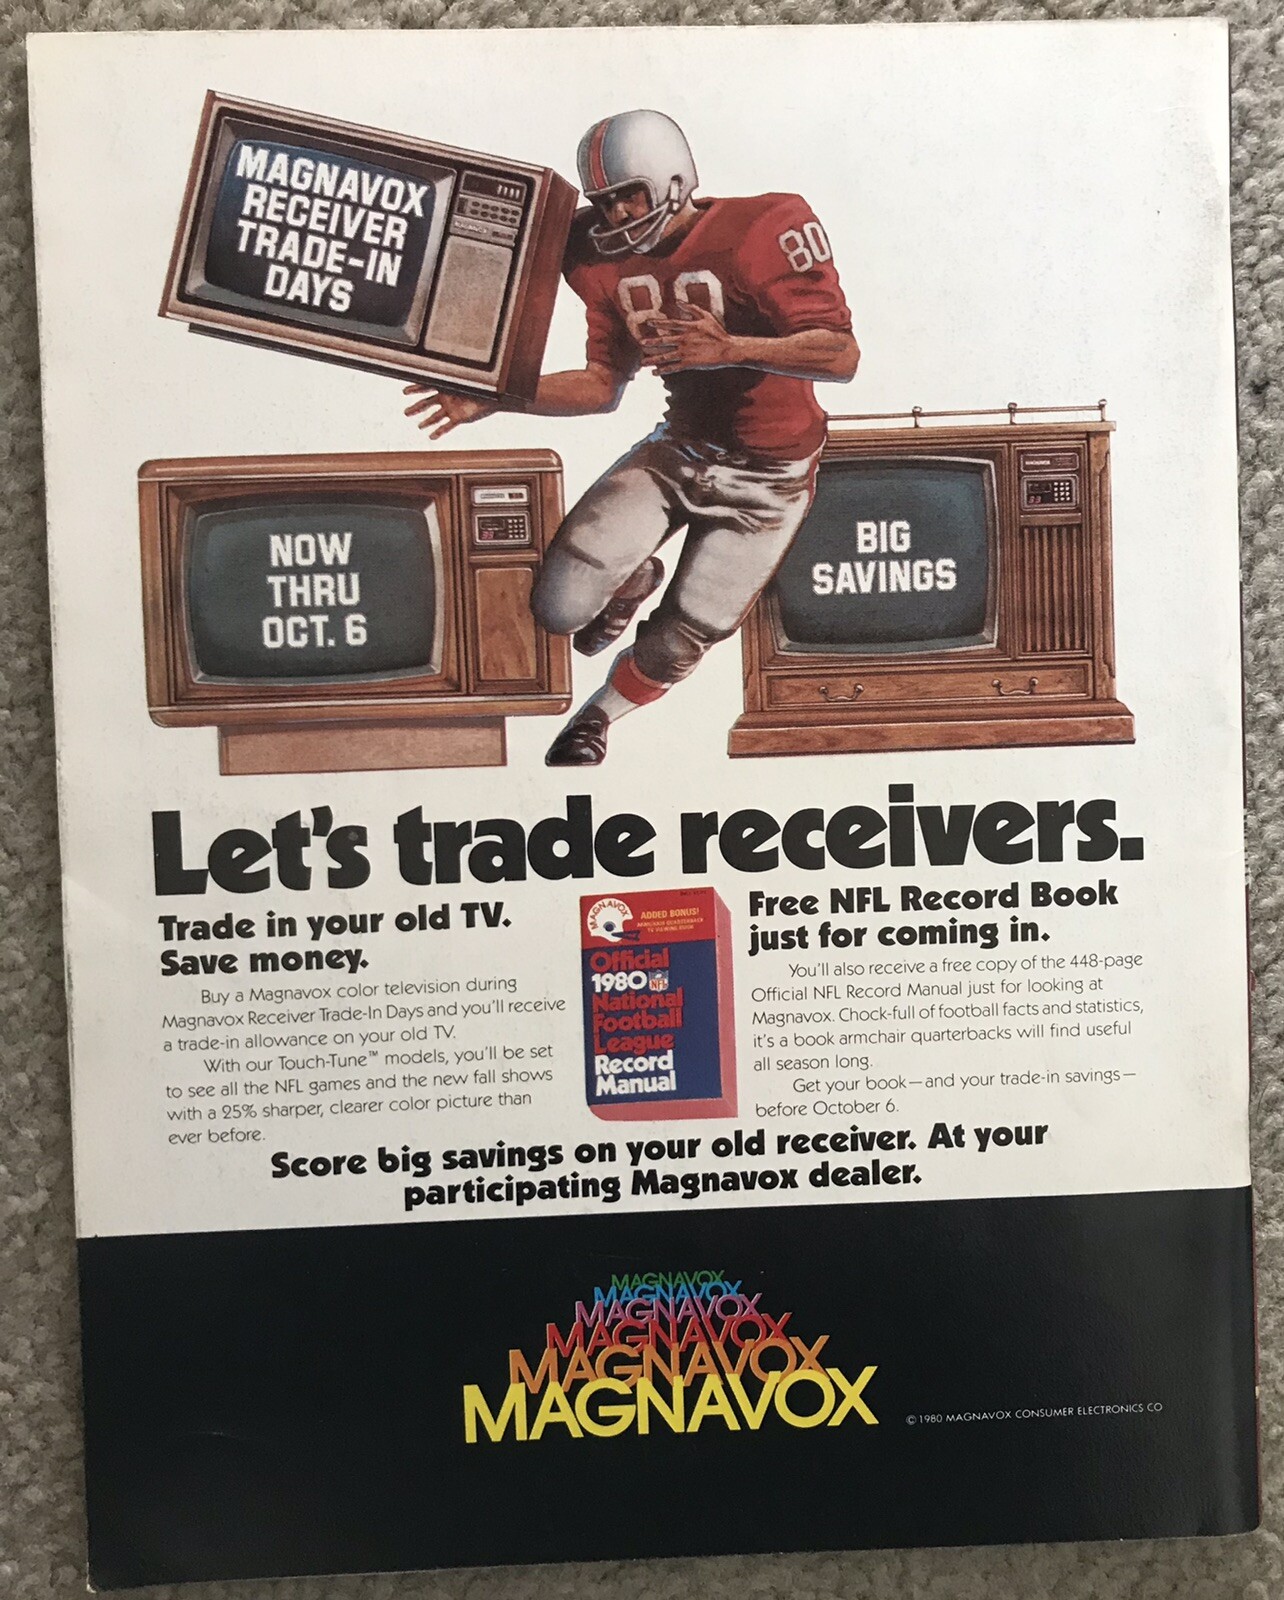 MAGNAVOX
RECEIVER
TRADE-IN
DAYS
80
80
MAGNAVOX
NOW
THRU
OCT. 6
BIG
SAVINGS
Let's trade receivers.
Trade in your old TV.
Save money.
Buy a Magnavox color television during
Magnavox Receiver Trade-In Days and you'll receive
a trade-in allowance on your old TV.
With our Touch-Tune™ models, you'll be set
to see all the NFL games and the new fall shows
with a 25% sharper, clearer color picture than
ever before.
MAGNAVOX
ADDED BONUS!
ARMCHAIR QUARTERBACK
TV VIEWING BOOK
Official
1980 NFL
National
Football
League
Record
Manual
Free NFL Record Book
just for coming in.
You'll also receive a free copy of the 448-page
Official NFL Record Manual just for looking at
Magnavox. Chock-full of football facts and statistics,
it's a book armchair quarterbacks will find useful
all season long.
Get your book—and your trade-in savings—
before October 6.
Score big savings on your old receiver. At your
participating Magnavox dealer.
MAGNAVOX
MAGNAVOX
MAGNAVOX
MAGNAVOX
MAGNAVOX
MAGNAVOX
© 1980 MAGNAVOX CONSUMER ELECTRONICS CO